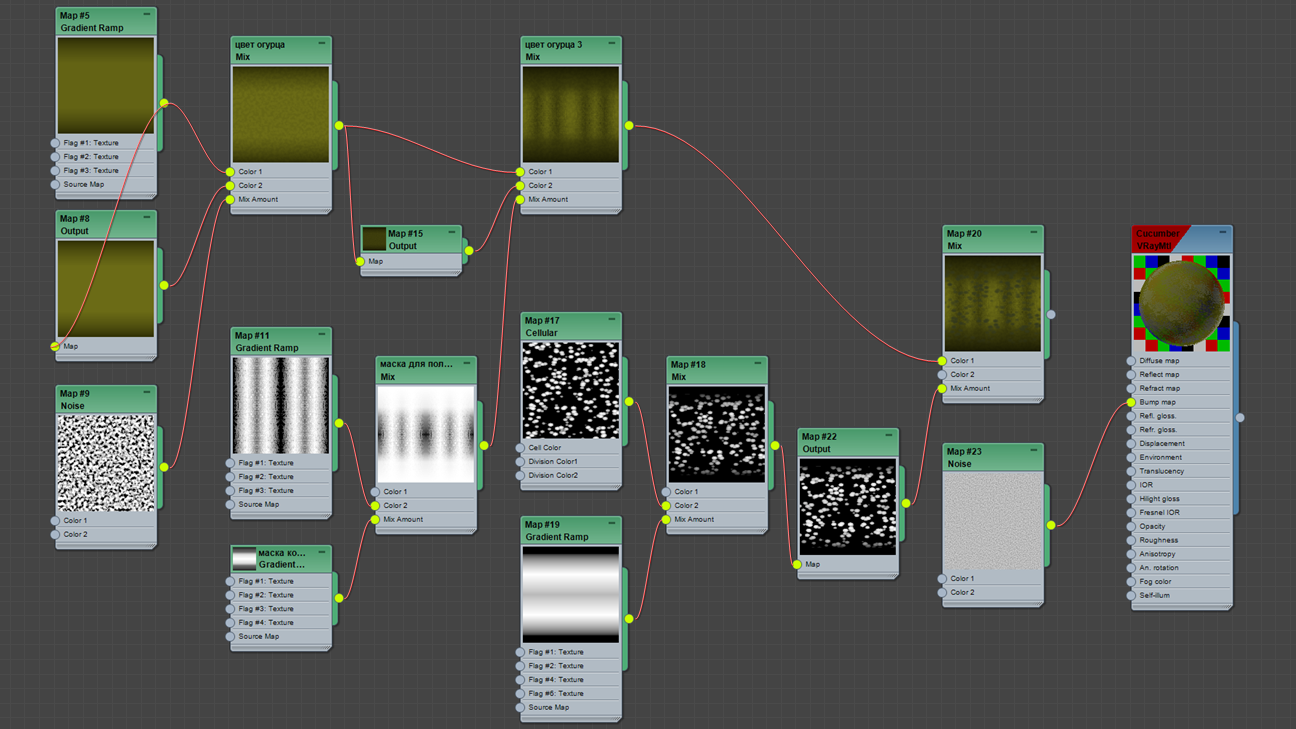 Map #5
Gradient Ramp
Flag #1: Texture
Flag #2: Texture
Flag #3: Texture
Source Map
Map #8
Output
Map
Map #9
Noise
Color 1
Color 2
цвет огурца
Mix
Color 1
Color 2
Mix Amount
Map #15
Output
Map
Map #11
Gradient Ramp
Flag #1: Texture
Flag #2: Texture
Flag #3: Texture
Source Map
маска ко...
Gradient...
Flag #1: Texture
Flag #2: Texture
Flag #3: Texture
Flag #4: Texture
Source Map
маска для пол...
Mix
Color 1
Color 2
Mix Amount
цвет огурца 3
Mix
Color 1
Color 2
Mix Amount
Map #17
Cellular
Cell Color
Division Color1
Division Color2
Map #19
Gradient Ramp
Flag #1: Texture
Flag #2: Texture
Flag #4: Texture
Flag #6: Texture
Source Map
Map #18
Mix
Color 1
Color 2
Mix Amount
Map #22
Output
Map
Map #20
Mix
Color 1
Color 2
Mix Amount
Map #23
Noise
Color 1
Color 2
Cucumber
VRayMtl
Diffuse map
Reflect map
Refract map
Bump map
Refl. gloss.
Refr. gloss.
Displacement
Environment
Translucency
IOR
Hilight gloss
Fresnel IOR
Opacity
Roughness
Anisotropy
An. rotation
Fog color
Self-illum